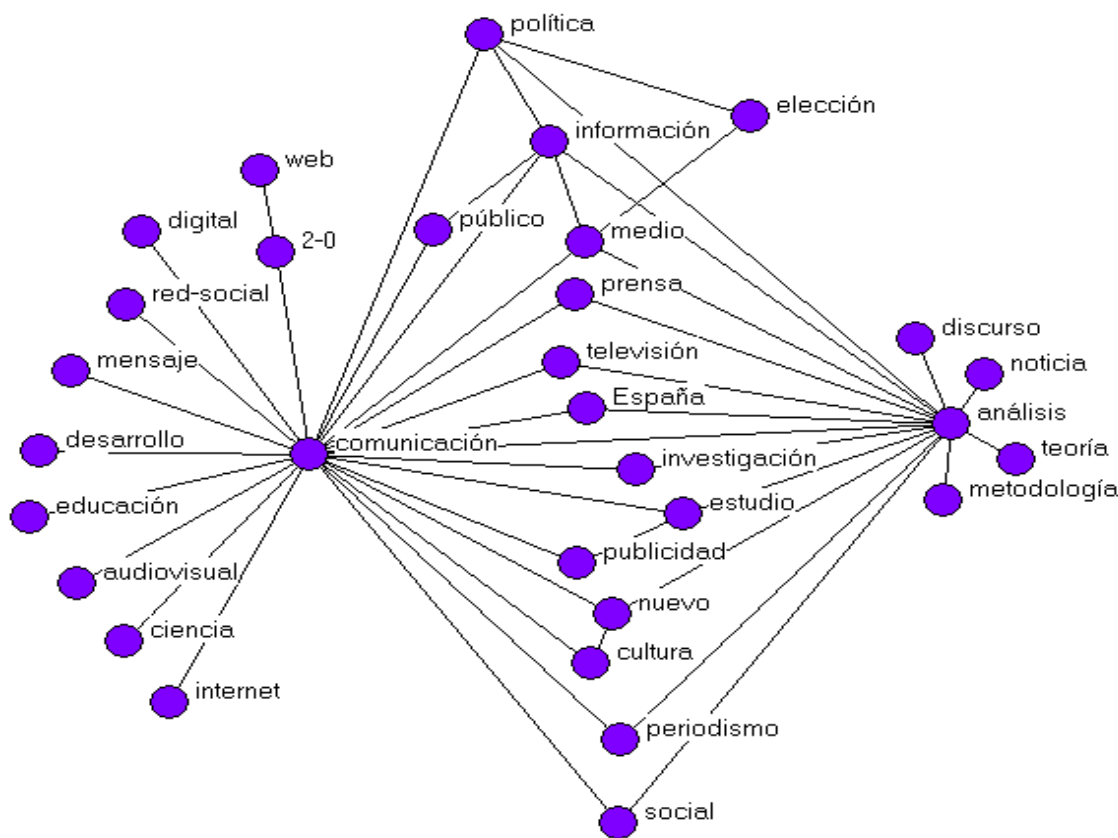 política
elección
información
web
público
digital
2-0
medio
red-social
prensa
discurso
mensaje
televisión
noticia
España
análisis
desarrollo
comunicación
investigación
teoría
educación
estudio
metodología
audiovisual
publicidad
nuevo
ciencia
cultura
internet
periodismo
social